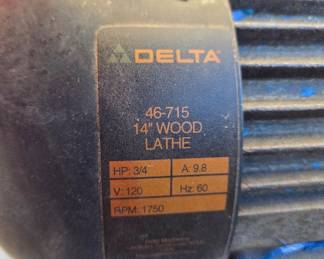 DELTA
46-715
14" WOOD
LATHE
HP: 3/4 A: 9.8
V: 120 Hz: 60
RPM: 1750